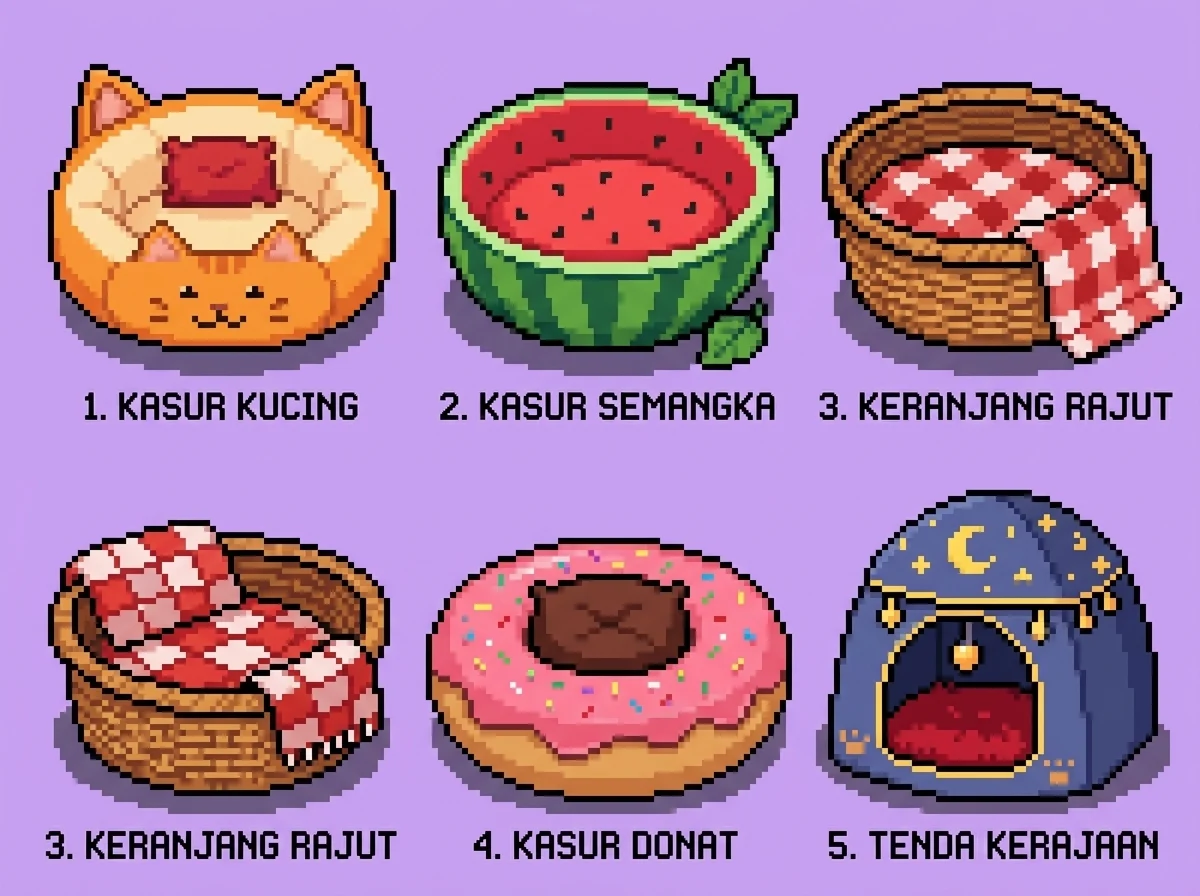 1. KASUR KUCING
2. KASUR SEMANGKA
3. KERANJANG RAJUT
3. KERANJANG RAJUT
4. KASUR DONAT
5. TENDA KERAJAAN